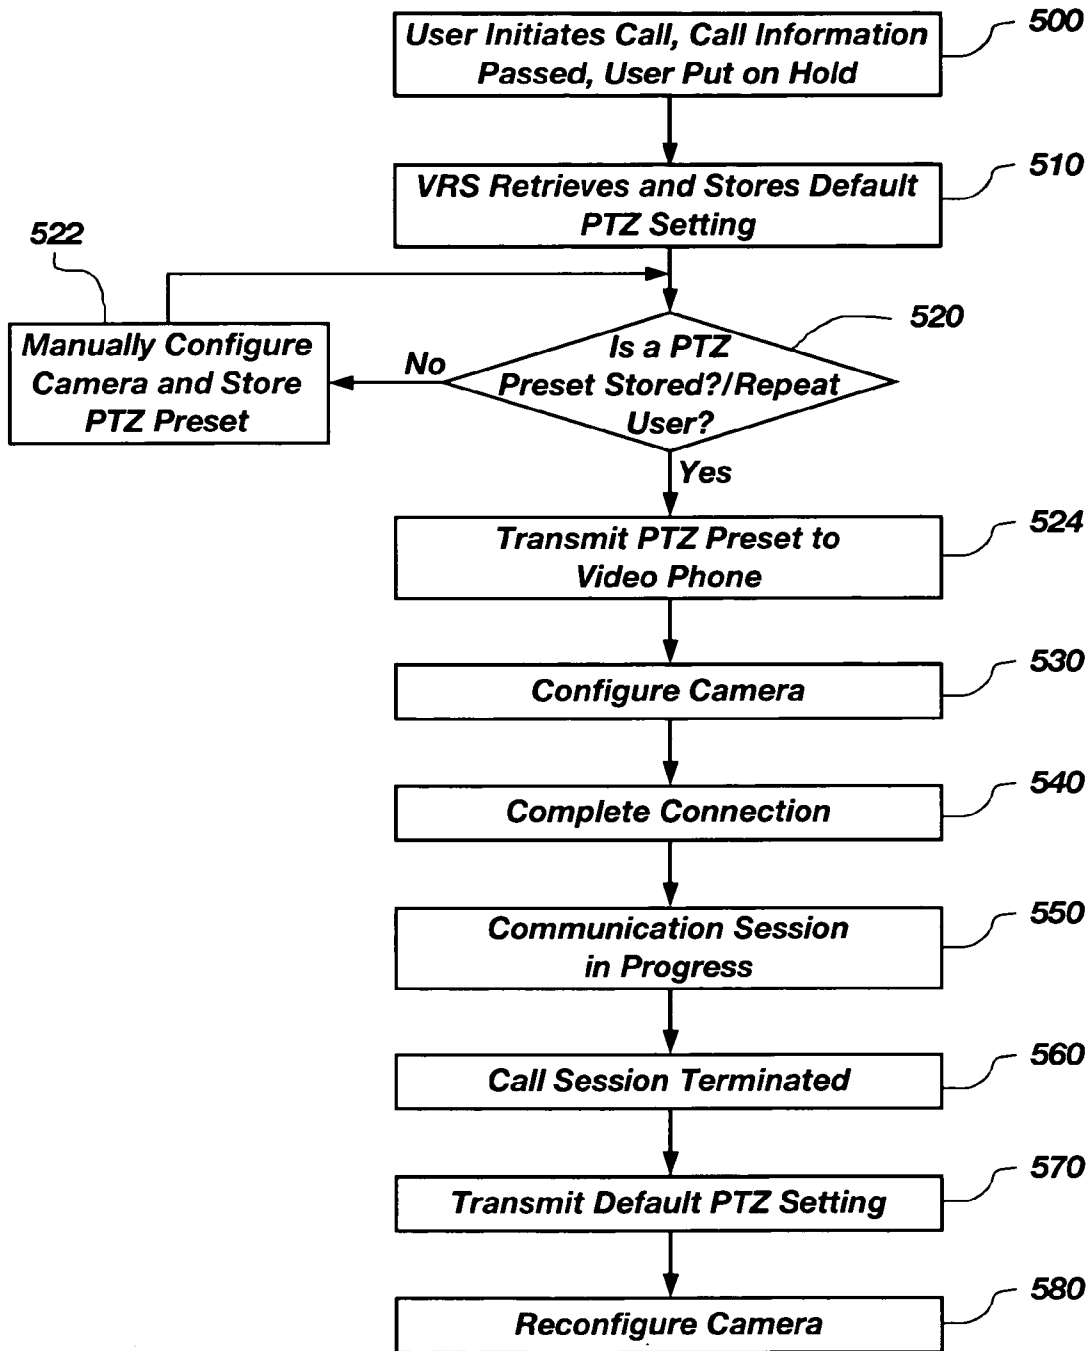 User Initiates Call, Call Information
Passed, User Put on Hold
500
VRS Retrieves and Stores Default
PTZ Setting
510
522
Manually Configure
Camera and Store
PTZ Preset
No
Is a PTZ
Preset Stored?/Repeat
User?
520
Yes
Transmit PTZ Preset to
Video Phone
524
Configure Camera
530
Complete Connection
540
Communication Session
in Progress
550
Call Session Terminated
560
Transmit Default PTZ Setting
570
Reconfigure Camera
580